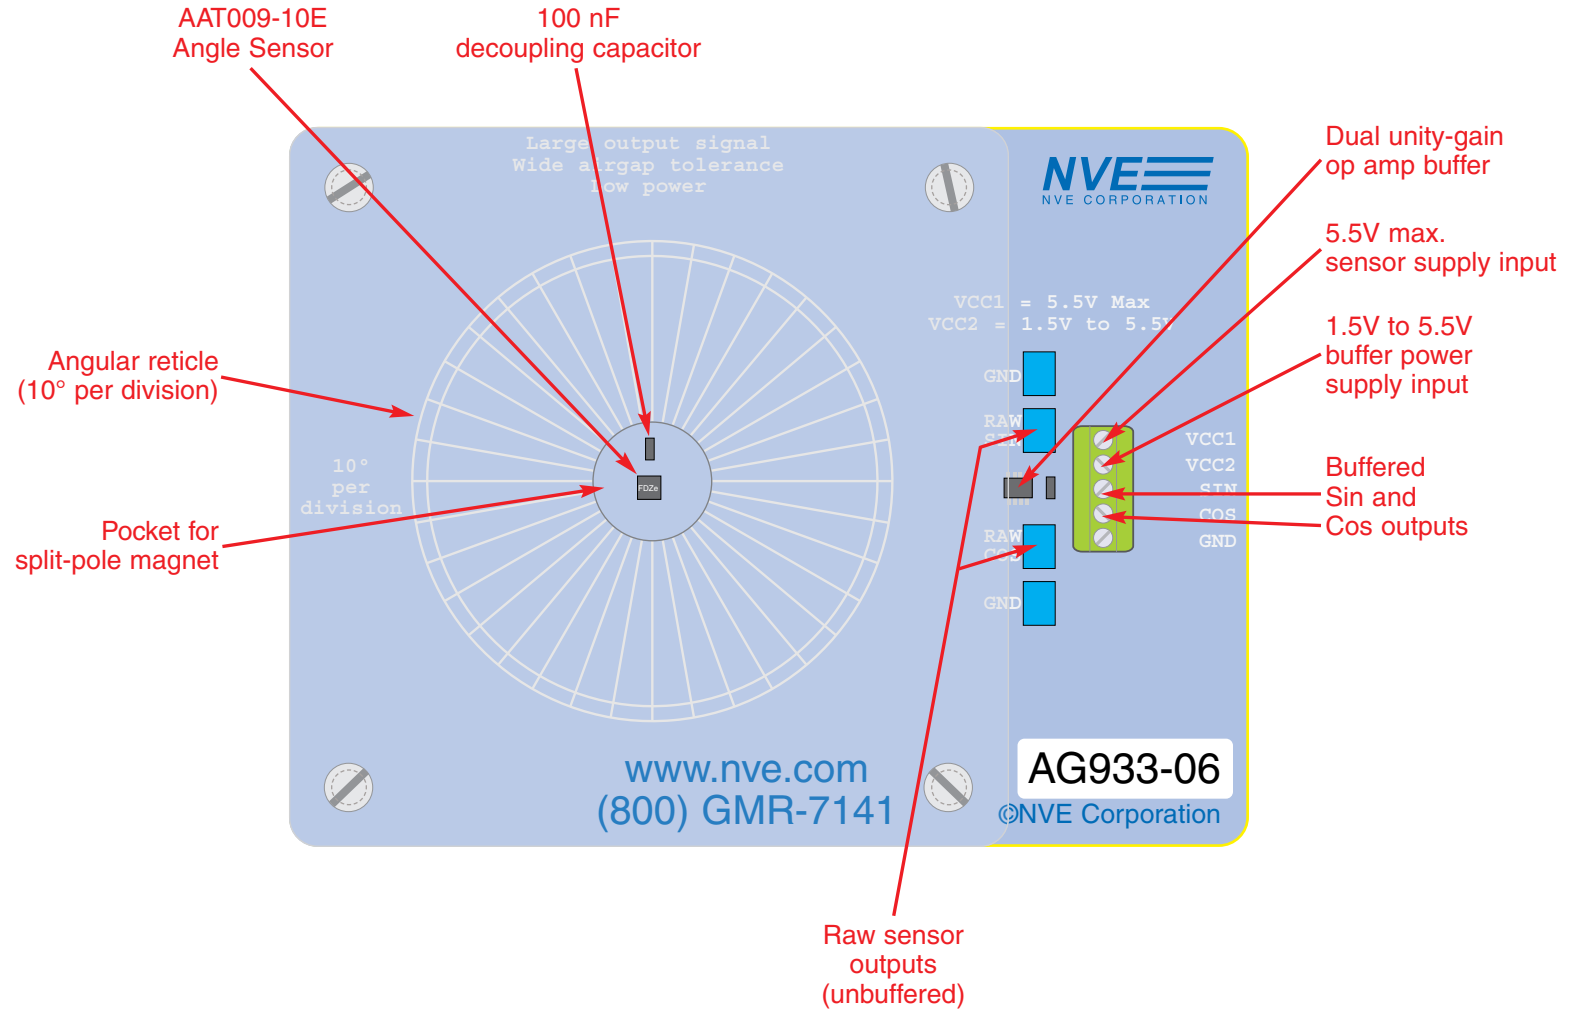 AAT009-10E
Angle Sensor
100 nF
decoupling capacitor
Large output signal
Wide airgap tolerance
Low power
NVE
NVE CORPORATION
Dual unity-gain
op amp buffer
5.5V max.
sensor supply input
VCC1 = 5.5V Max
VCC2 = 1.5V to 5.5V
1.5V to 5.5V
buffer power
supply input
Angular reticle
(10° per division)
GND
RAW
SIN
VCC1
VCC2
SIN
COS
GND
10°
per
division
FDZe
Buffered
Sin and
Cos outputs
Pocket for
split-pole magnet
RAW
COS
GND
www.nve.com
(800) GMR-7141
AG933-06
©NVE Corporation
Raw sensor
outputs
(unbuffered)